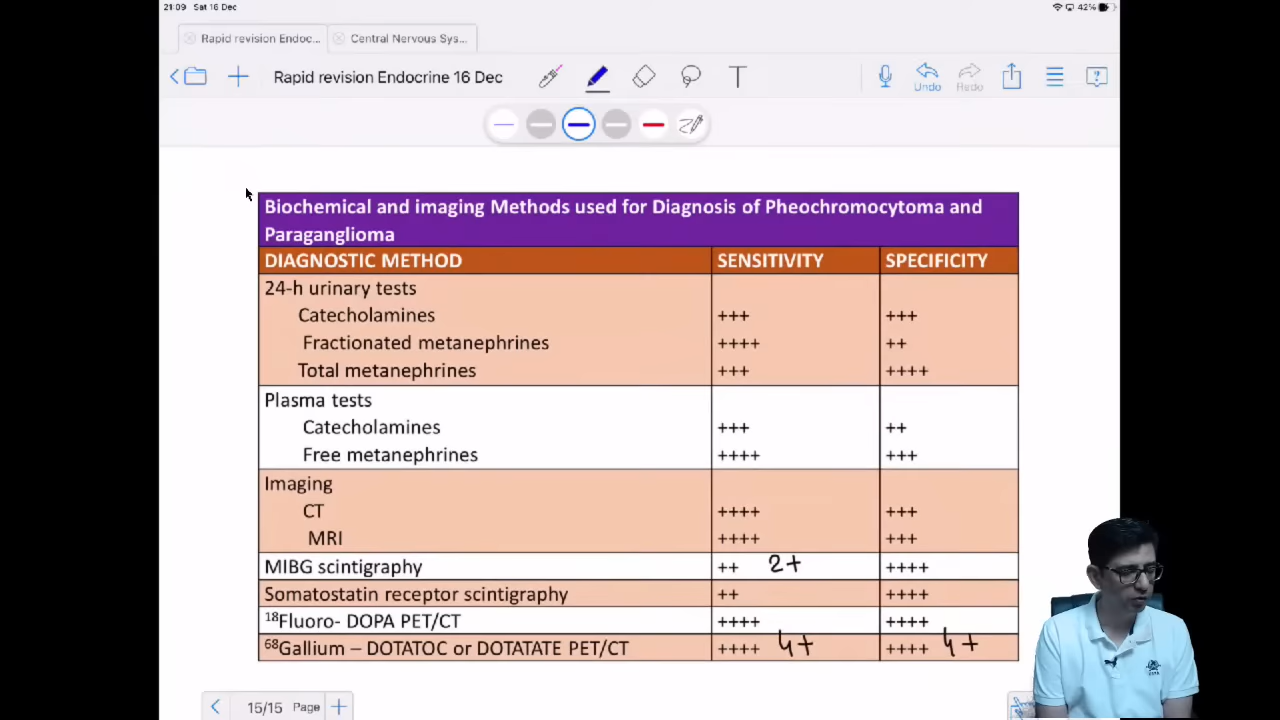 21:09 Sat 16 Dec 42%
Rapid revision Endoc... Central Nervous Sys...
Rapid revision Endocrine 16 Dec T Undo Redo
Biochemical and imaging Methods used for Diagnosis of Pheochromocytoma and
Paraganglioma
DIAGNOSTIC METHOD SENSITIVITY SPECIFICITY
24-h urinary tests
Catecholamines +++ +++
Fractionated metanephrines ++++ ++
Total metanephrines +++ ++++
Plasma tests
Catecholamines +++ ++
Free metanephrines ++++ +++
Imaging
CT ++++ +++
MRI ++++ +++
MIBG scintigraphy ++ 2+ ++++
Somatostatin receptor scintigraphy ++ ++++
¹⁸Fluoro- DOPA PET/CT ++++ ++++
⁶⁸Gallium – DOTATOC or DOTATATE PET/CT ++++ 4+ ++++ 4+
15/15 Page